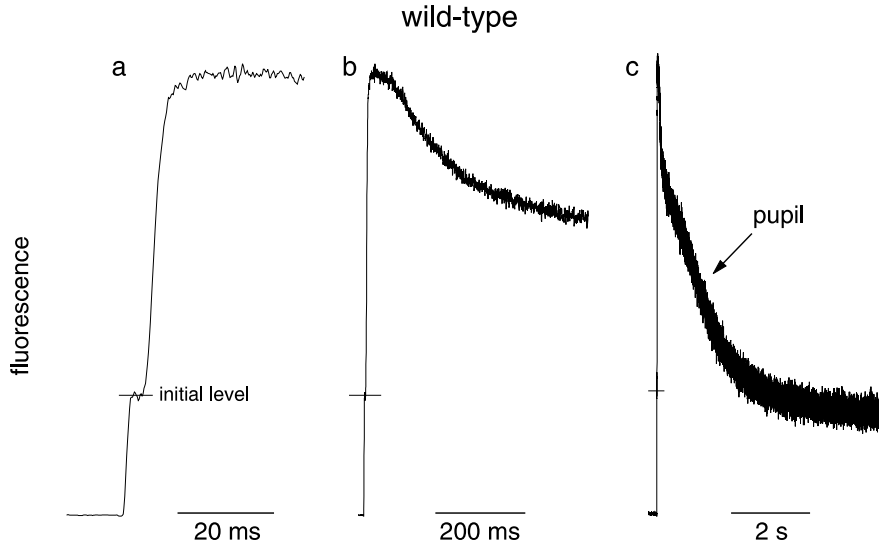 wild-type
a
b
c
pupil
fluorescence
initial level
20 ms
200 ms
2 s